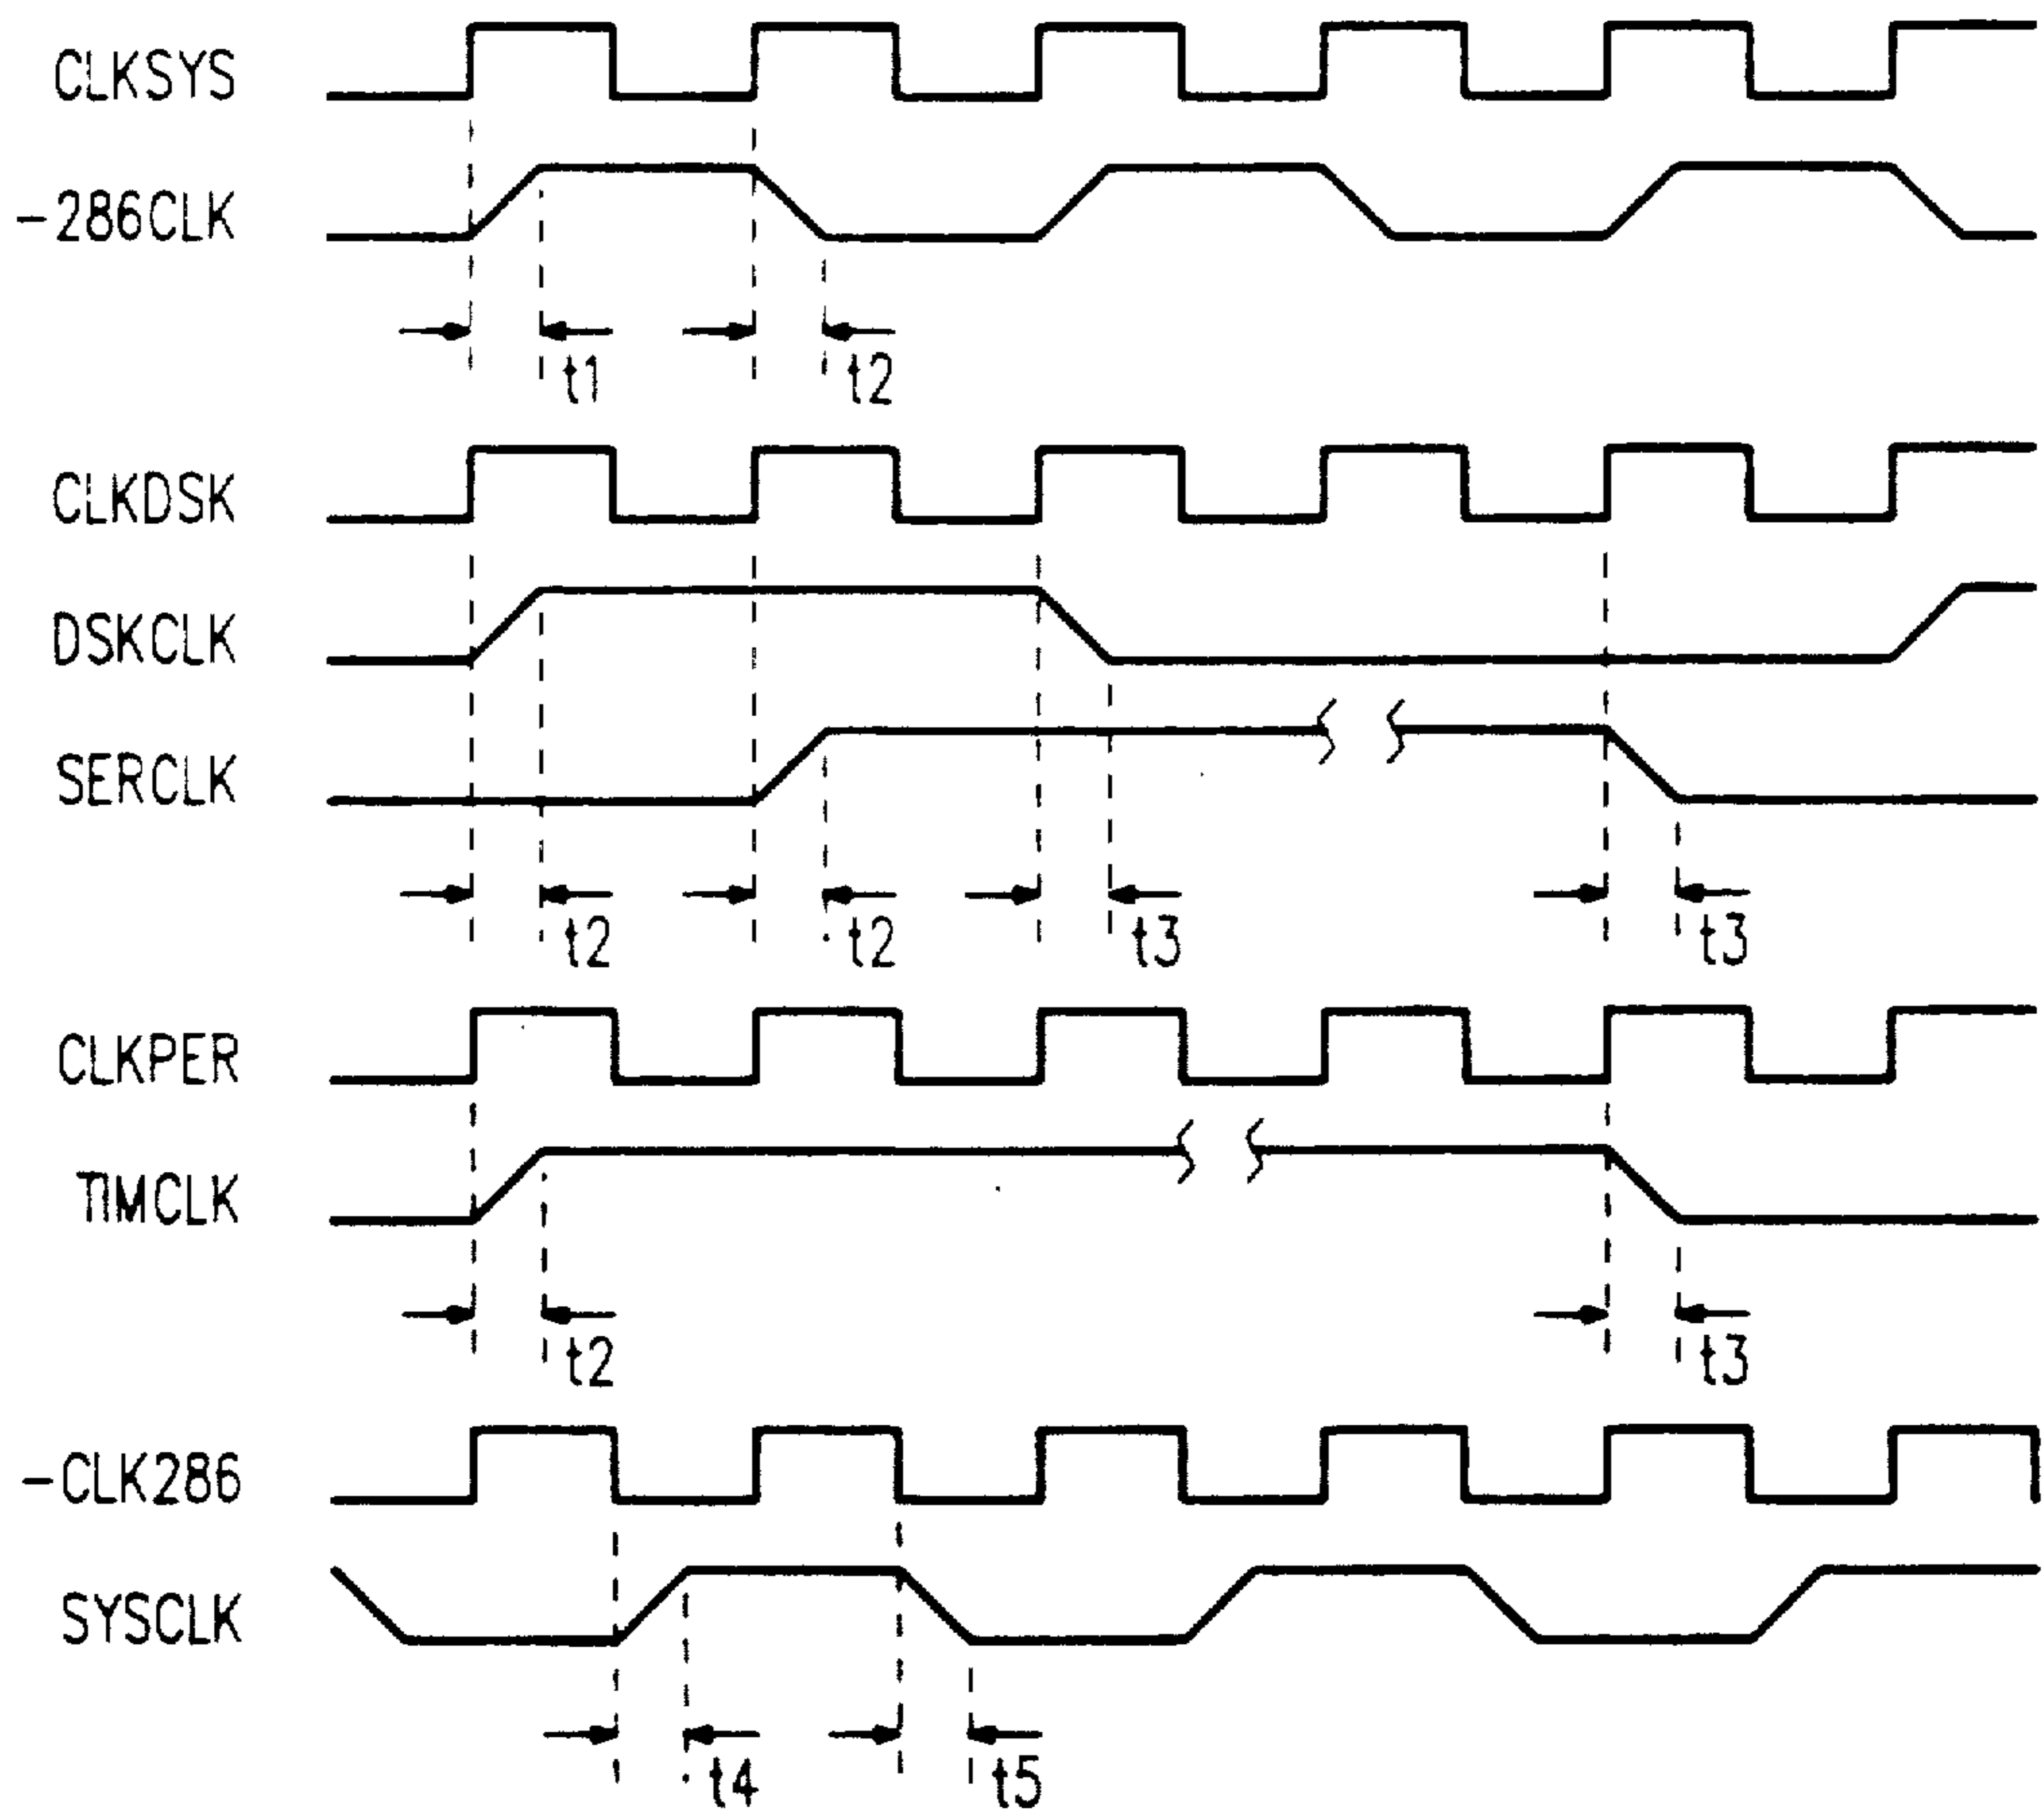 CLKSYS
-286CLK
t1 t2
CLKDSK
DSKCLK
SERCLK
t2 t2 t3 t3
CLKPER
TIMCLK
t2 t3
-CLK286
SYSCLK
t4 t5